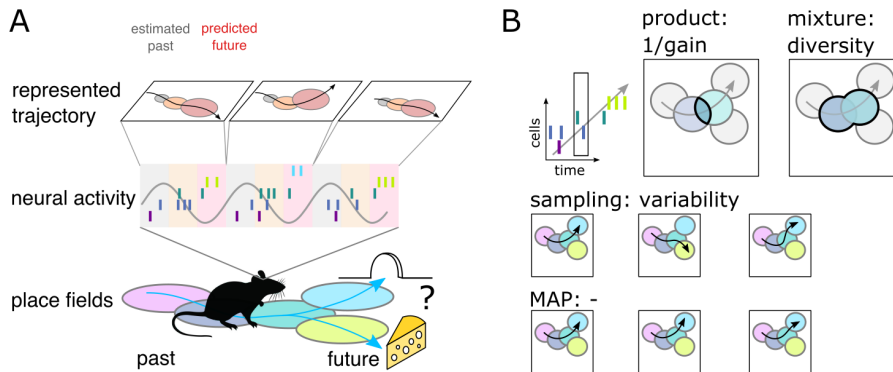 A
estimated
past
predicted
future
represented
trajectory
neural activity
place fields
?
past
future
B
product:
1/gain
mixture:
diversity
cells
time
sampling: variability
MAP: -